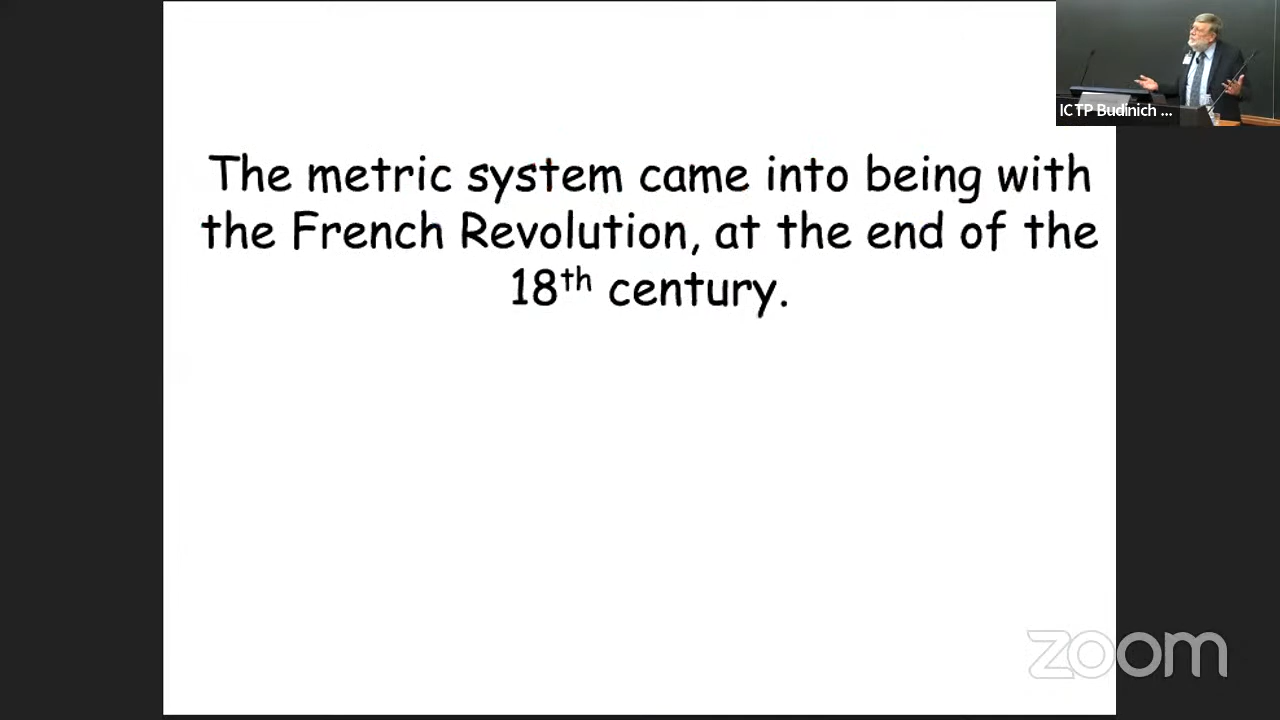 ICTP Budinich ...
The metric system came into being with
the French Revolution, at the end of the
18th century.
zoom